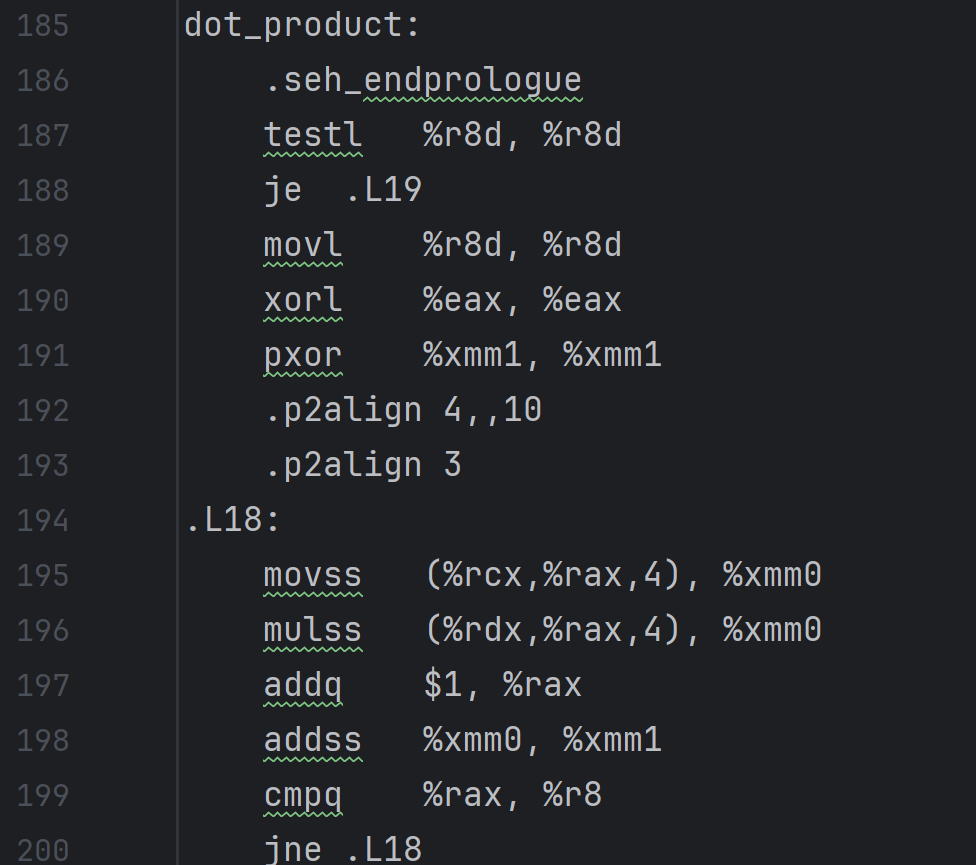 185 dot_product:
186 .seh_endprologue
187 testl %r8d, %r8d
188 je .L19
189 movl %r8d, %r8d
190 xorl %eax, %eax
191 pxor %xmm1, %xmm1
192 .p2align 4,,10
193 .p2align 3
194 .L18:
195 movss (%rcx,%rax,4), %xmm0
196 mulss (%rdx,%rax,4), %xmm0
197 addq $1, %rax
198 addss %xmm0, %xmm1
199 cmpq %rax, %r8
200 jne .L18